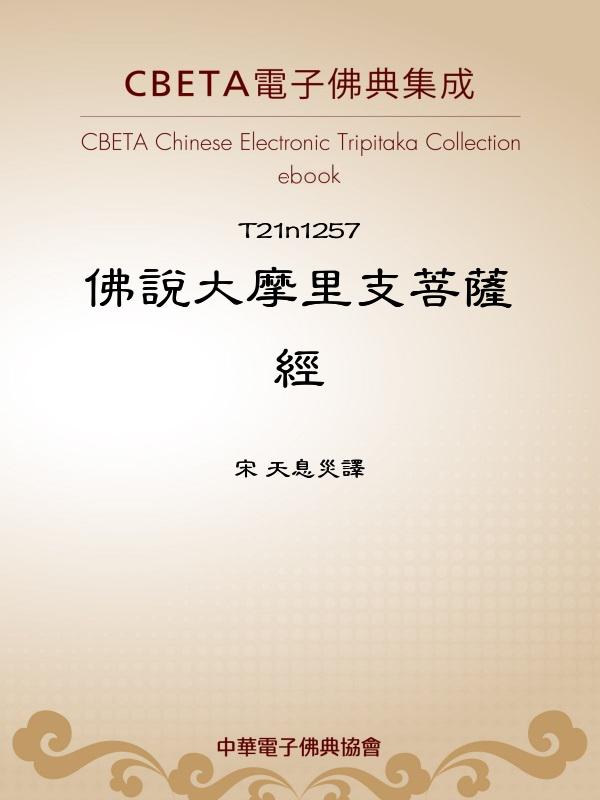 CBETA電子佛典集成
CBETA Chinese Electronic Tripitaka Collection
ebook
T21n1257
佛說大摩里支菩薩
經
宋 天息災譯
中華電子佛典協會